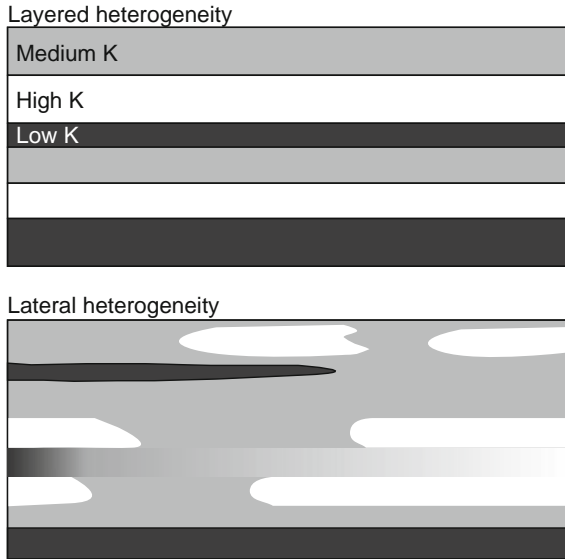 Layered heterogeneity
Medium K
High K
Low K
Lateral heterogeneity